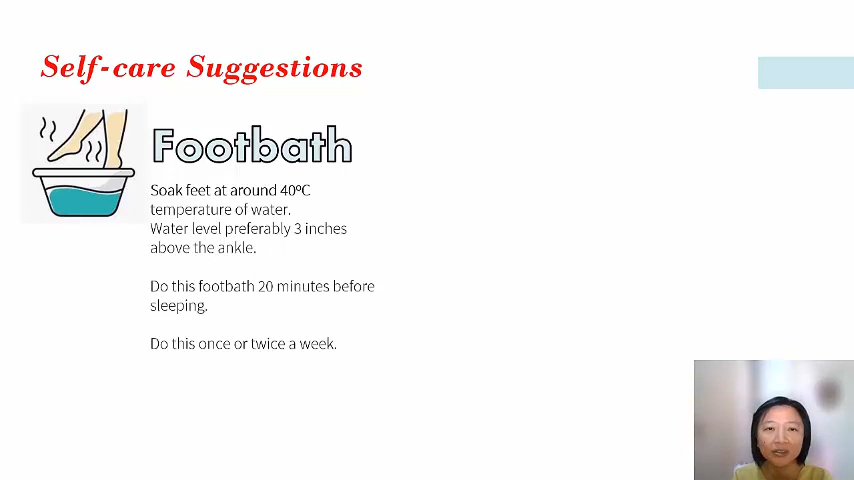 Self-care Suggestions
Footbath
Soak feet at around 40ºC
temperature of water.
Water level preferably 3 inches
above the ankle.
Do this footbath 20 minutes before
sleeping.
Do this once or twice a week.